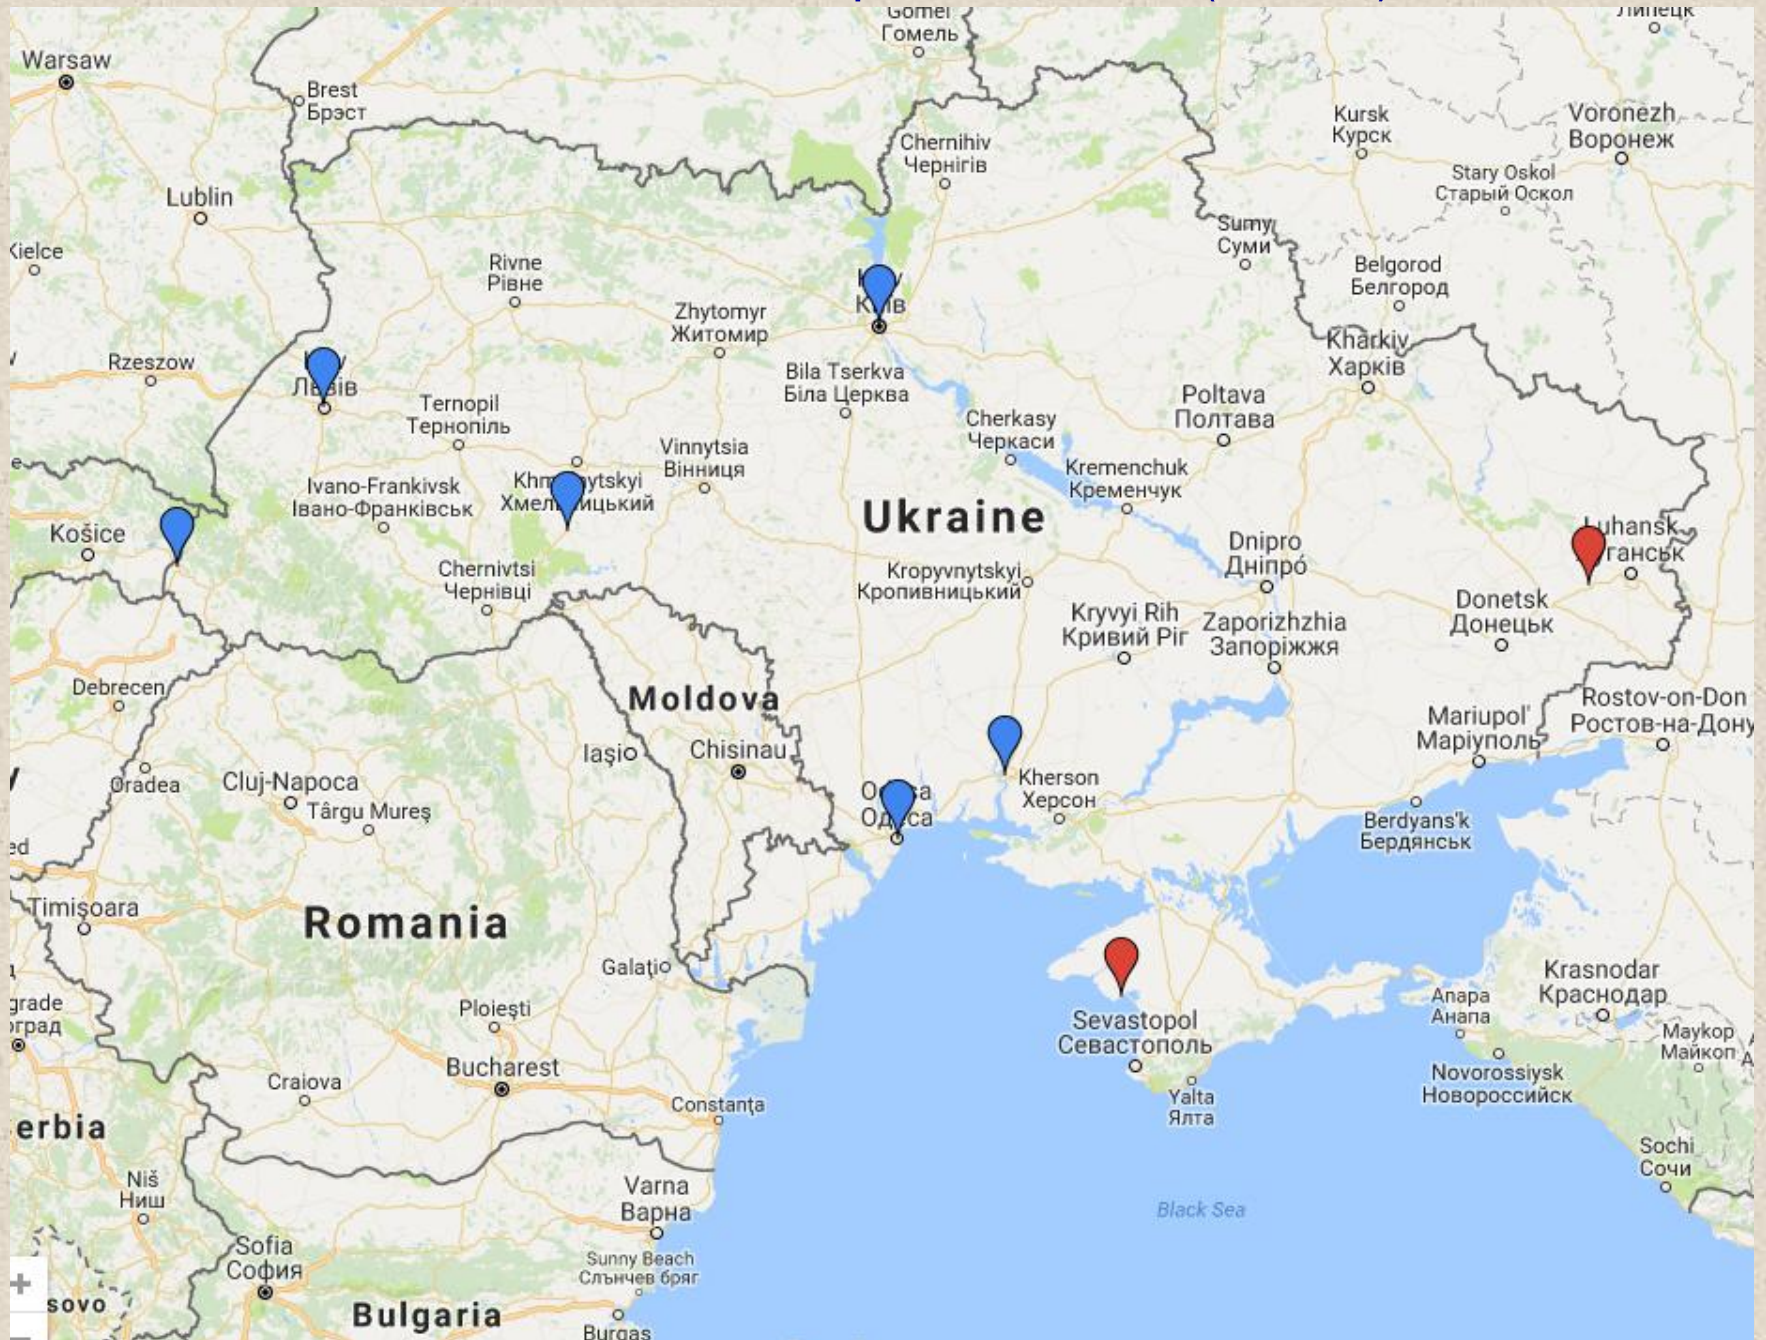 Gomel
Гомель
Липецк
Warsaw
Brest
Брэст
Kursk
Курск
Voronezh
Воронеж
Chernihiv
Чернігів
Stary Oskol
Старый Оскол
Lublin
Sumy
Суми
Kielce
Rivne
Рівне
Belgorod
Белгород
Zhytomyr
Житомир
Kharkiv
Харків
Rzeszow
Bila Tserkva
Біла Церква
Poltava
Полтава
Ternopil
Тернопіль
Cherkasy
Черкаси
Vinnytsia
Вінниця
Kremenchuk
Кременчук
Ivano-Frankivsk
Івано-Франківськ
Ukraine
Košice
Dnipro
Дніпро́
Chernivtsi
Чернівці
Kropyvnytskyi
Кропивницький
Donetsk
Донецьк
Kryvyi Rih
Кривий Ріг
Zaporizhzhia
Запоріжжя
Debrecen
Moldova
Rostov-on-Don
Ростов-на-Дону
Mariupol'
Маріуполь
Iaşi
Chisinau
Oradea
Cluj-Napoca
Târgu Mureş
Kherson
Херсон
Berdyans'k
Бердянськ
Timişoara
Romania
Galaţi
Krasnodar
Краснодар
Anapa
Анапа
Ploieşti
Sevastopol
Севастополь
Maykop
Майкоп
Bucharest
Novorossiysk
Новороссийск
Craiova
Constanţa
Yalta
Ялта
erbia
Sochi
Сочи
Niš
Ниш
Varna
Варна
Black Sea
Sofia
София
Sunny Beach
Слънчев бряг
sovo
Bulgaria
Burgas